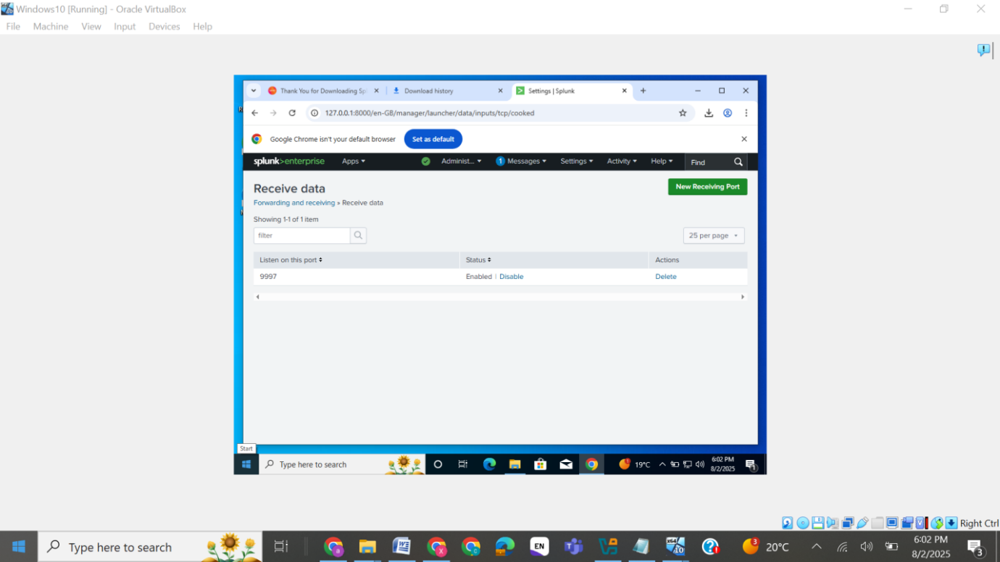 Windows10 [Running] - Oracle VirtualBox
File Machine View Input Devices Help
Thank You for Downloading Sp
Download history
Settings | Splunk
127.0.0.1:8000/en-GB/manager/launcher/data/inputs/tcp/cooked
Google Chrome isn't your default browser
Set as default
splunk>enterprise Apps Administ... 1 Messages Settings Activity Help Find
Receive data
New Receiving Port
Forwarding and receiving » Receive data
Showing 1-1 of 1 item
filter
25 per page
Listen on this port Status Actions
9997 Enabled | Disable Delete
Start
Type here to search
19°C
6:02 PM
8/2/2025
1
Right Ctrl
Type here to search
EN
3
20°C
6:02 PM
8/2/2025
3